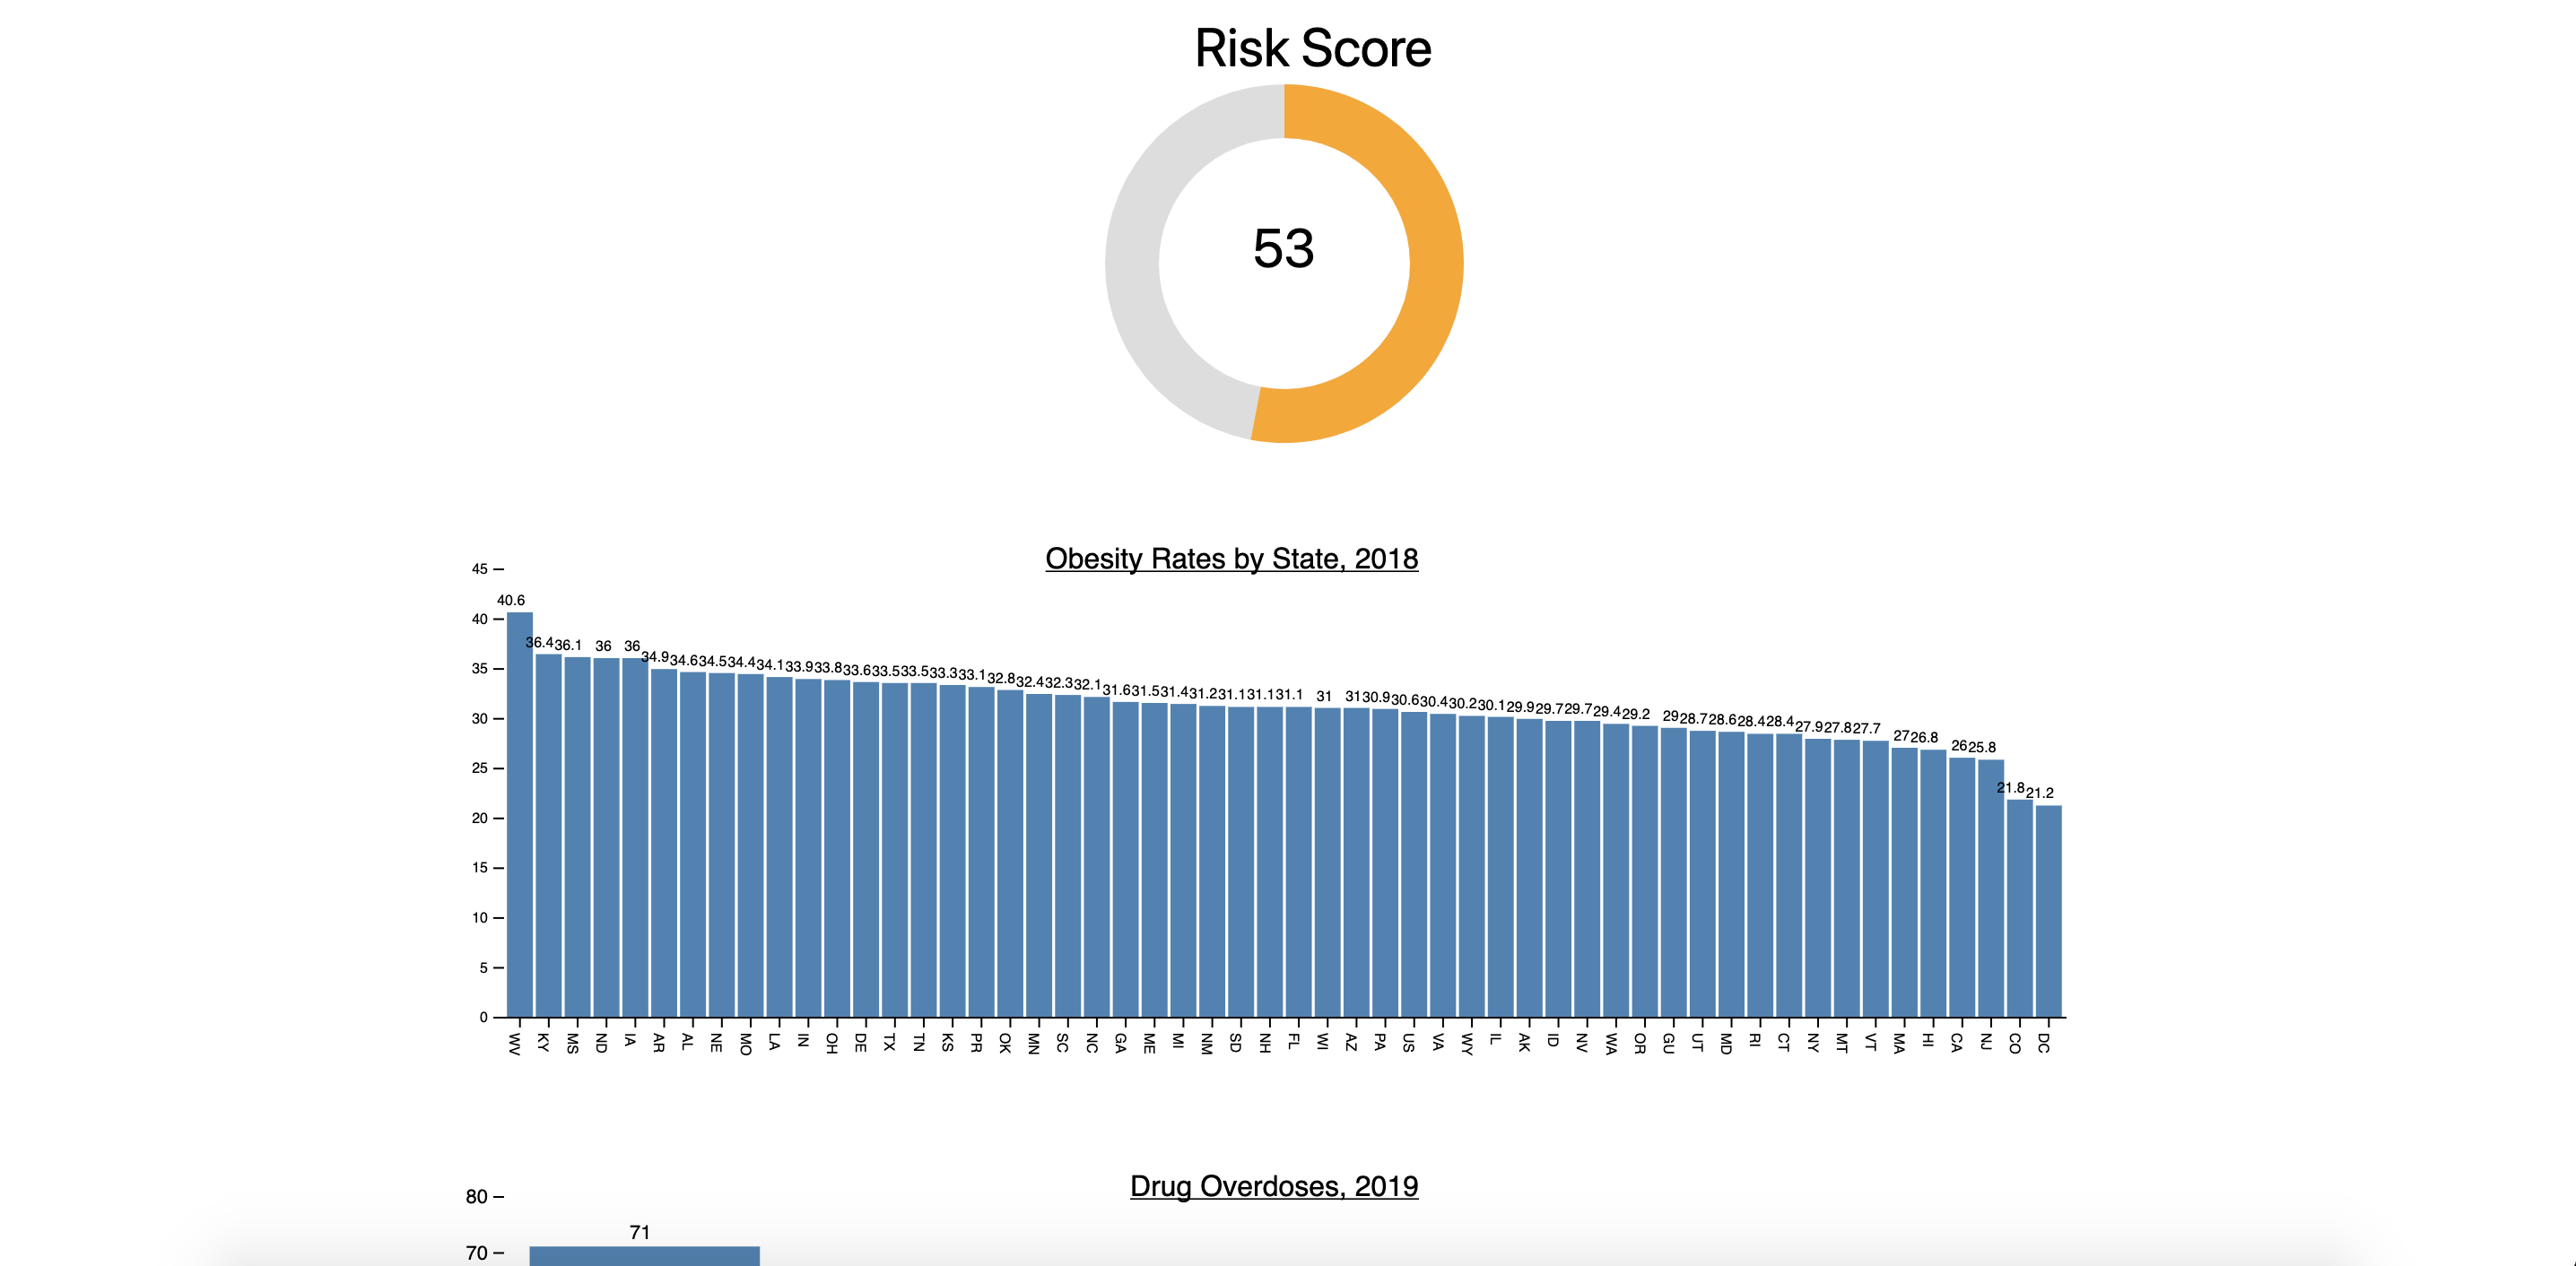 Risk Score
53
Obesity Rates by State, 2018
45
40
35
30
25
20
15
10
5
0
40.6 36.4 36.1 36 36 34.9 34.6 34.5 34.4 34.1 33.9 33.8 33.6 33.5 33.5 33.3 33.1 32.8 32.4 32.3 32.1 31.6 31.5 31.4 31.2 31.1 31.1 31.1 31 31 30.9 30.6 30.4 30.2 30.1 29.9 29.7 29.7 29.4 29.2 29 28.7 28.6 28.4 28.4 27.9 27.8 27.7 27 26.8 26 25.8 21.8 21.2
WV KY MS ND IA AR AL NE MO LA IN OH DE TX TN KS PR OK MN SC NC GA ME MI NM SD NH FL WI AZ PA US VA WY IL AK ID NV WA OR GU UT MD RI CT NY MT VT MA HI CA NJ CO DC
Drug Overdoses, 2019
80
71
70